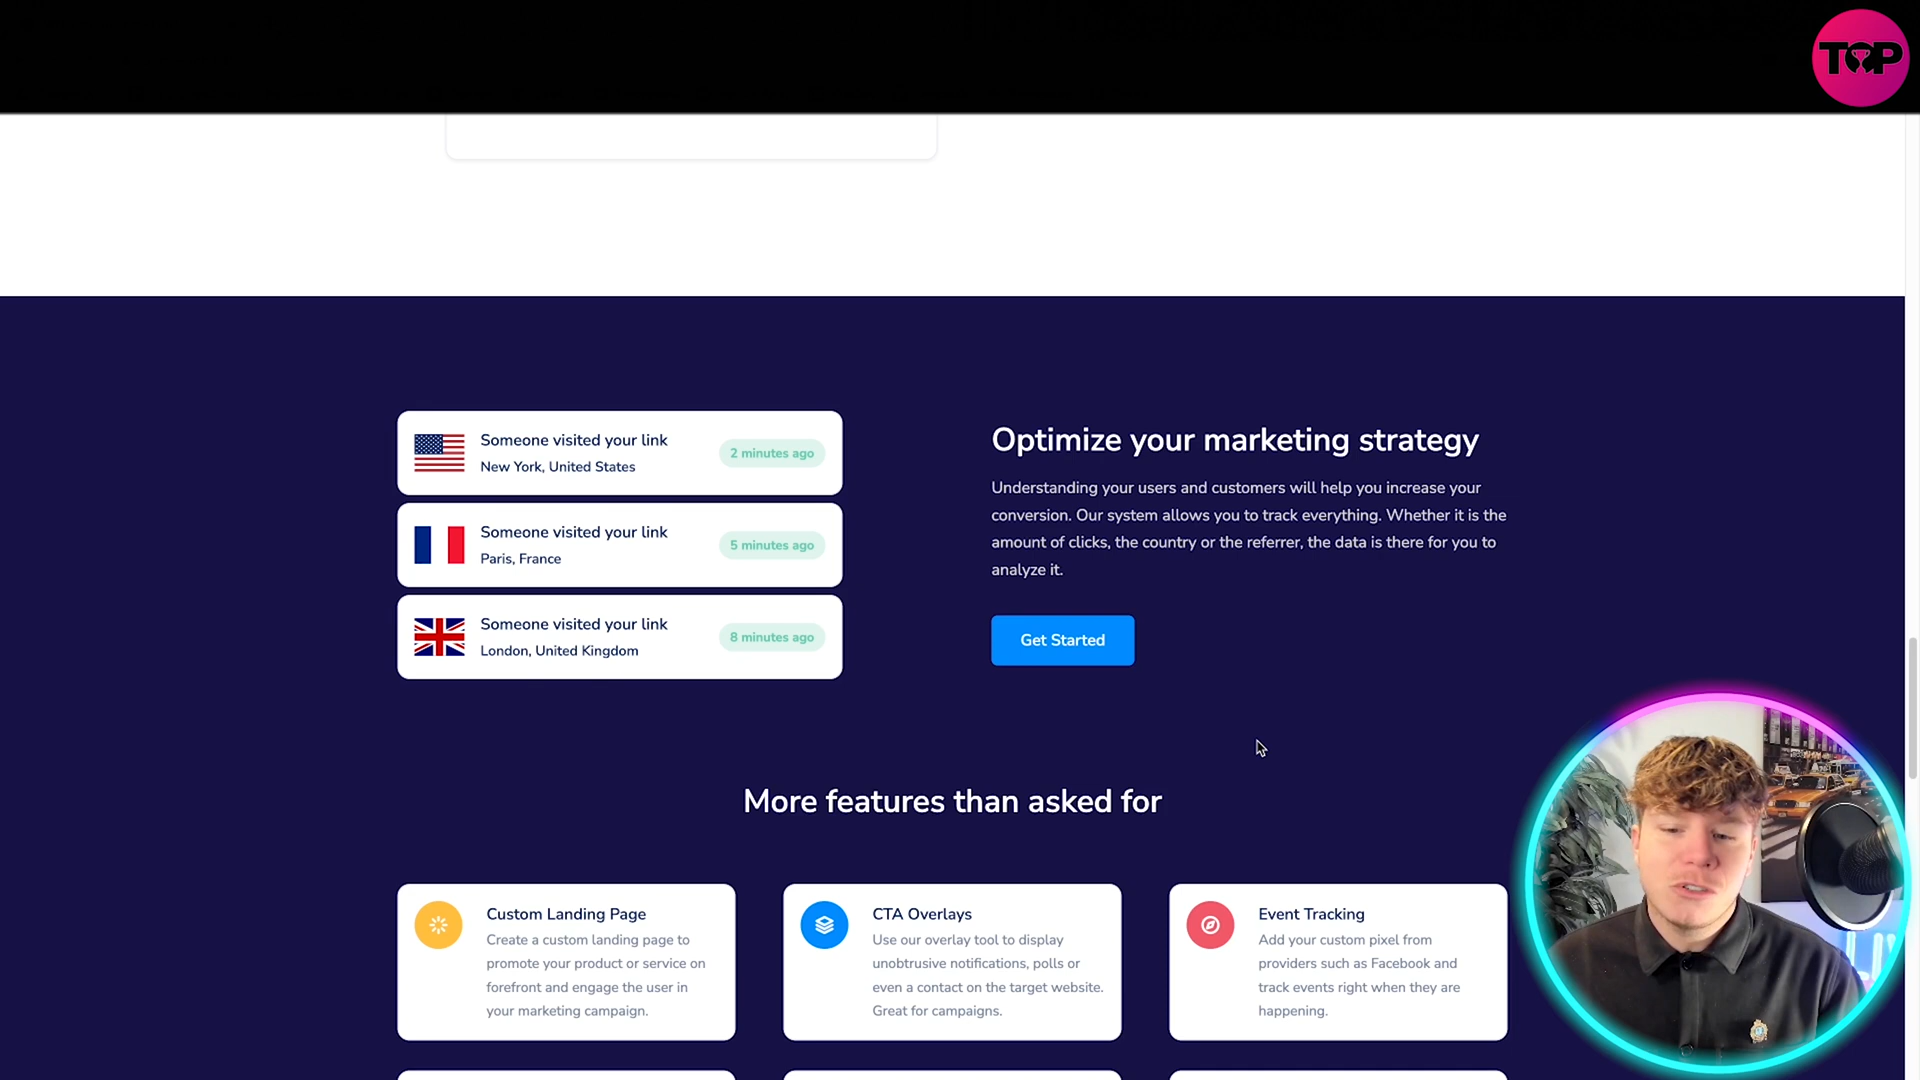 TOP
Someone visited your link
New York, United States
2 minutes ago
Someone visited your link
Paris, France
5 minutes ago
Someone visited your link
London, United Kingdom
8 minutes ago
Optimize your marketing strategy
Understanding your users and customers will help you increase your
conversion. Our system allows you to track everything. Whether it is the
amount of clicks, the country or the referrer, the data is there for you to
analyze it.
Get Started
More features than asked for
Custom Landing Page
Create a custom landing page to
promote your product or service on
forefront and engage the user in
your marketing campaign.
CTA Overlays
Use our overlay tool to display
unobtrusive notifications, polls or
even a contact on the target website.
Great for campaigns.
Event Tracking
Add your custom pixel from
providers such as Facebook and
track events right when they are
happening.